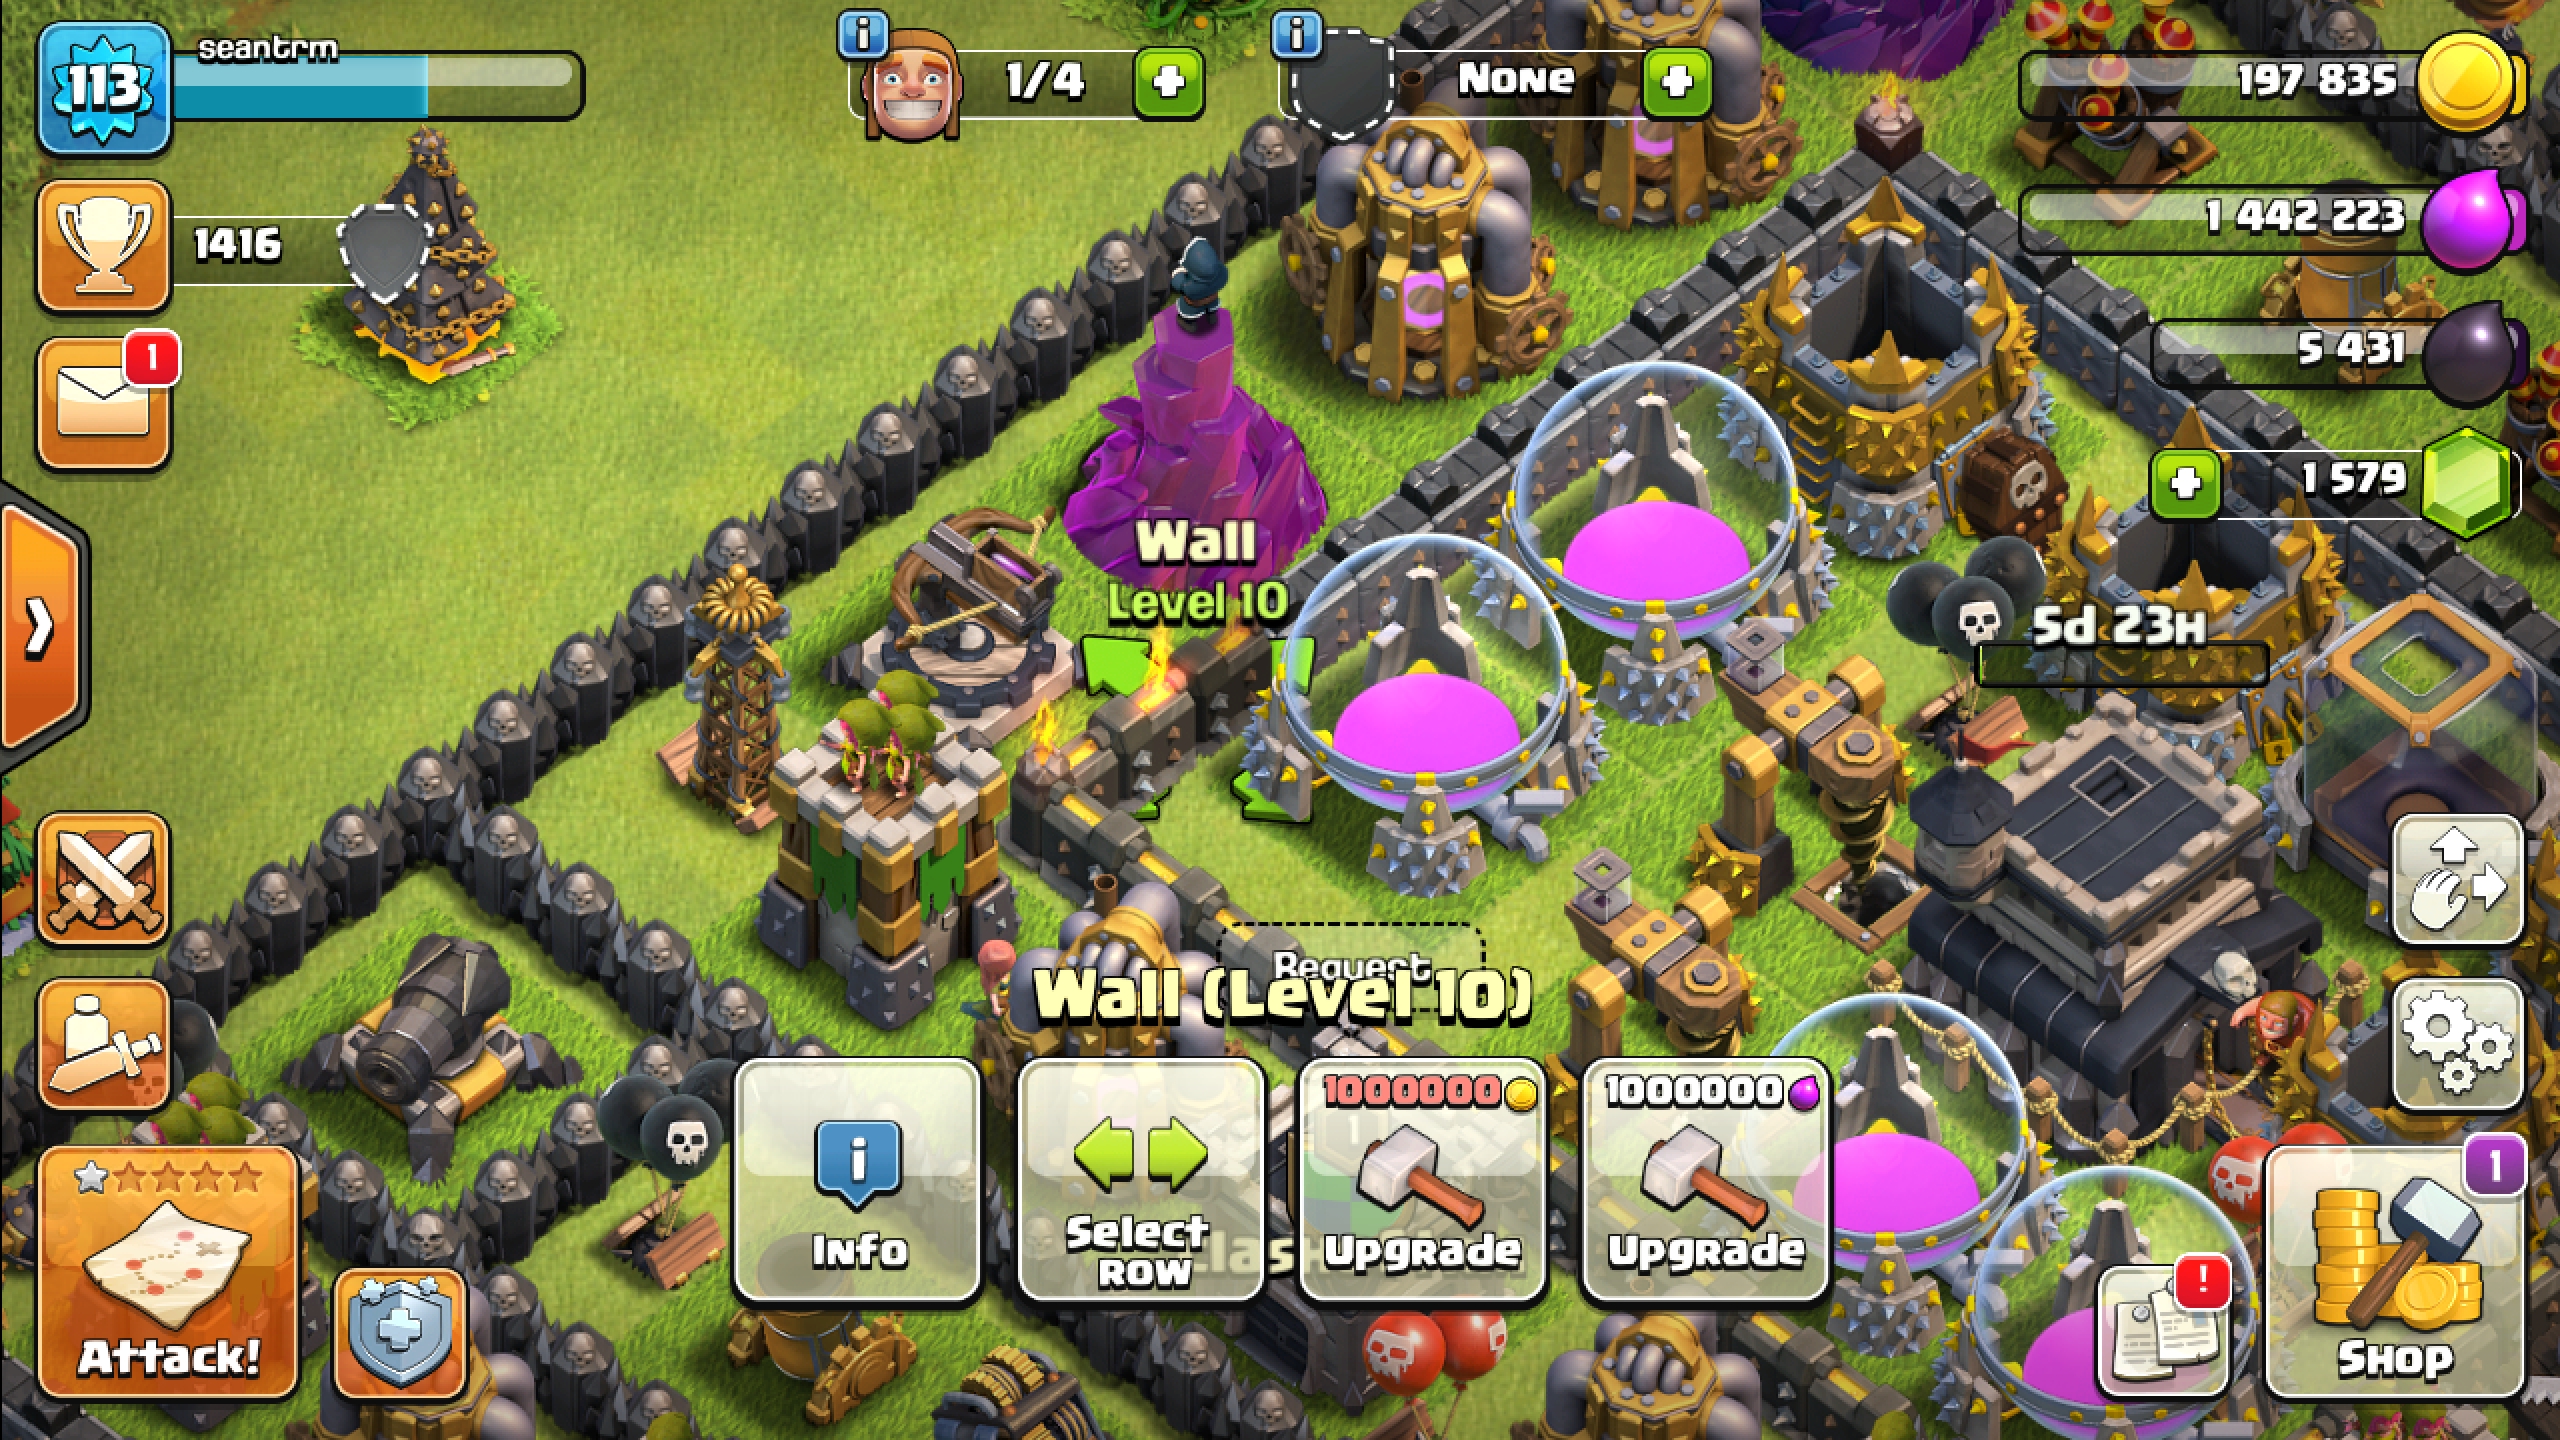 113
seantrm
1/4
None
197 835
1416
1 442 223
1
5 431
1 579
Wall
Level 10
5d 23h
Request
Wall (Level 10)
1000000
1000000
Info
Select
row
Upgrade
Upgrade
1
!
Attack!
Shop